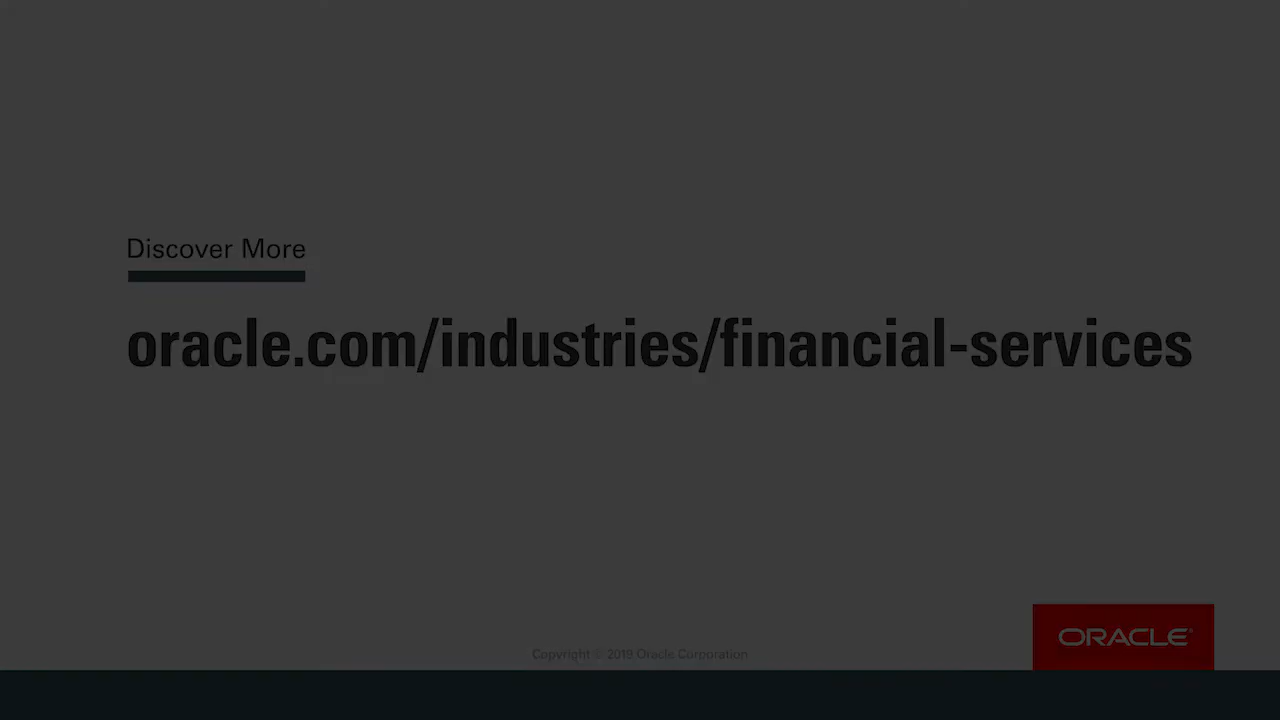 Discover More
oracle.com/industries/financial-services
ORACLE®
Copyright © 2019 Oracle Corporation